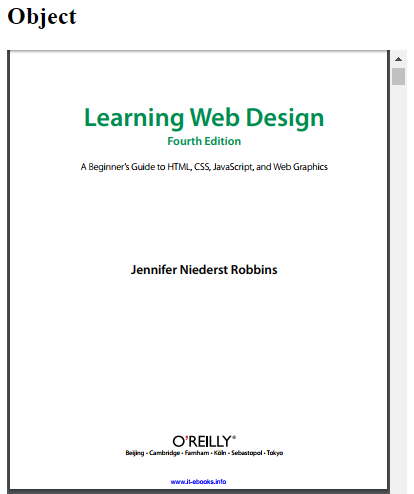 Object
Learning Web Design
Fourth Edition
A Beginner's Guide to HTML, CSS, JavaScript, and Web Graphics
Jennifer Niederst Robbins
O'REILLY®
Beijing • Cambridge • Farnham • Köln • Sebastopol • Tokyo
www.it-ebooks.info